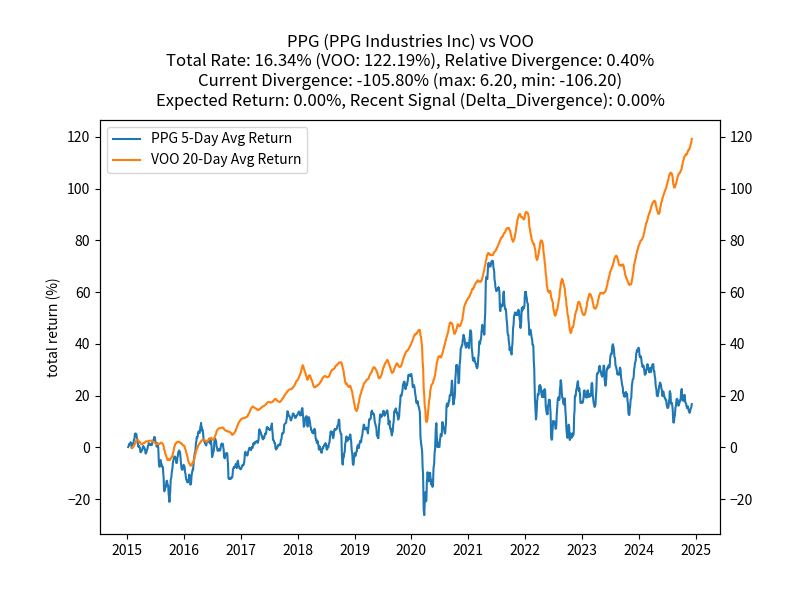 PPG (PPG Industries Inc) vs VOO
Total Rate: 16.34% (VOO: 122.19%), Relative Divergence: 0.40%
Current Divergence: -105.80% (max: 6.20, min: -106.20)
Expected Return: 0.00%, Recent Signal (Delta_Divergence): 0.00%
PPG 5-Day Avg Return
VOO 20-Day Avg Return
total return (%)
120 120
100 100
80 80
60 60
40 40
20 20
0 0
−20 −20
2015 2016 2017 2018 2019 2020 2021 2022 2023 2024 2025